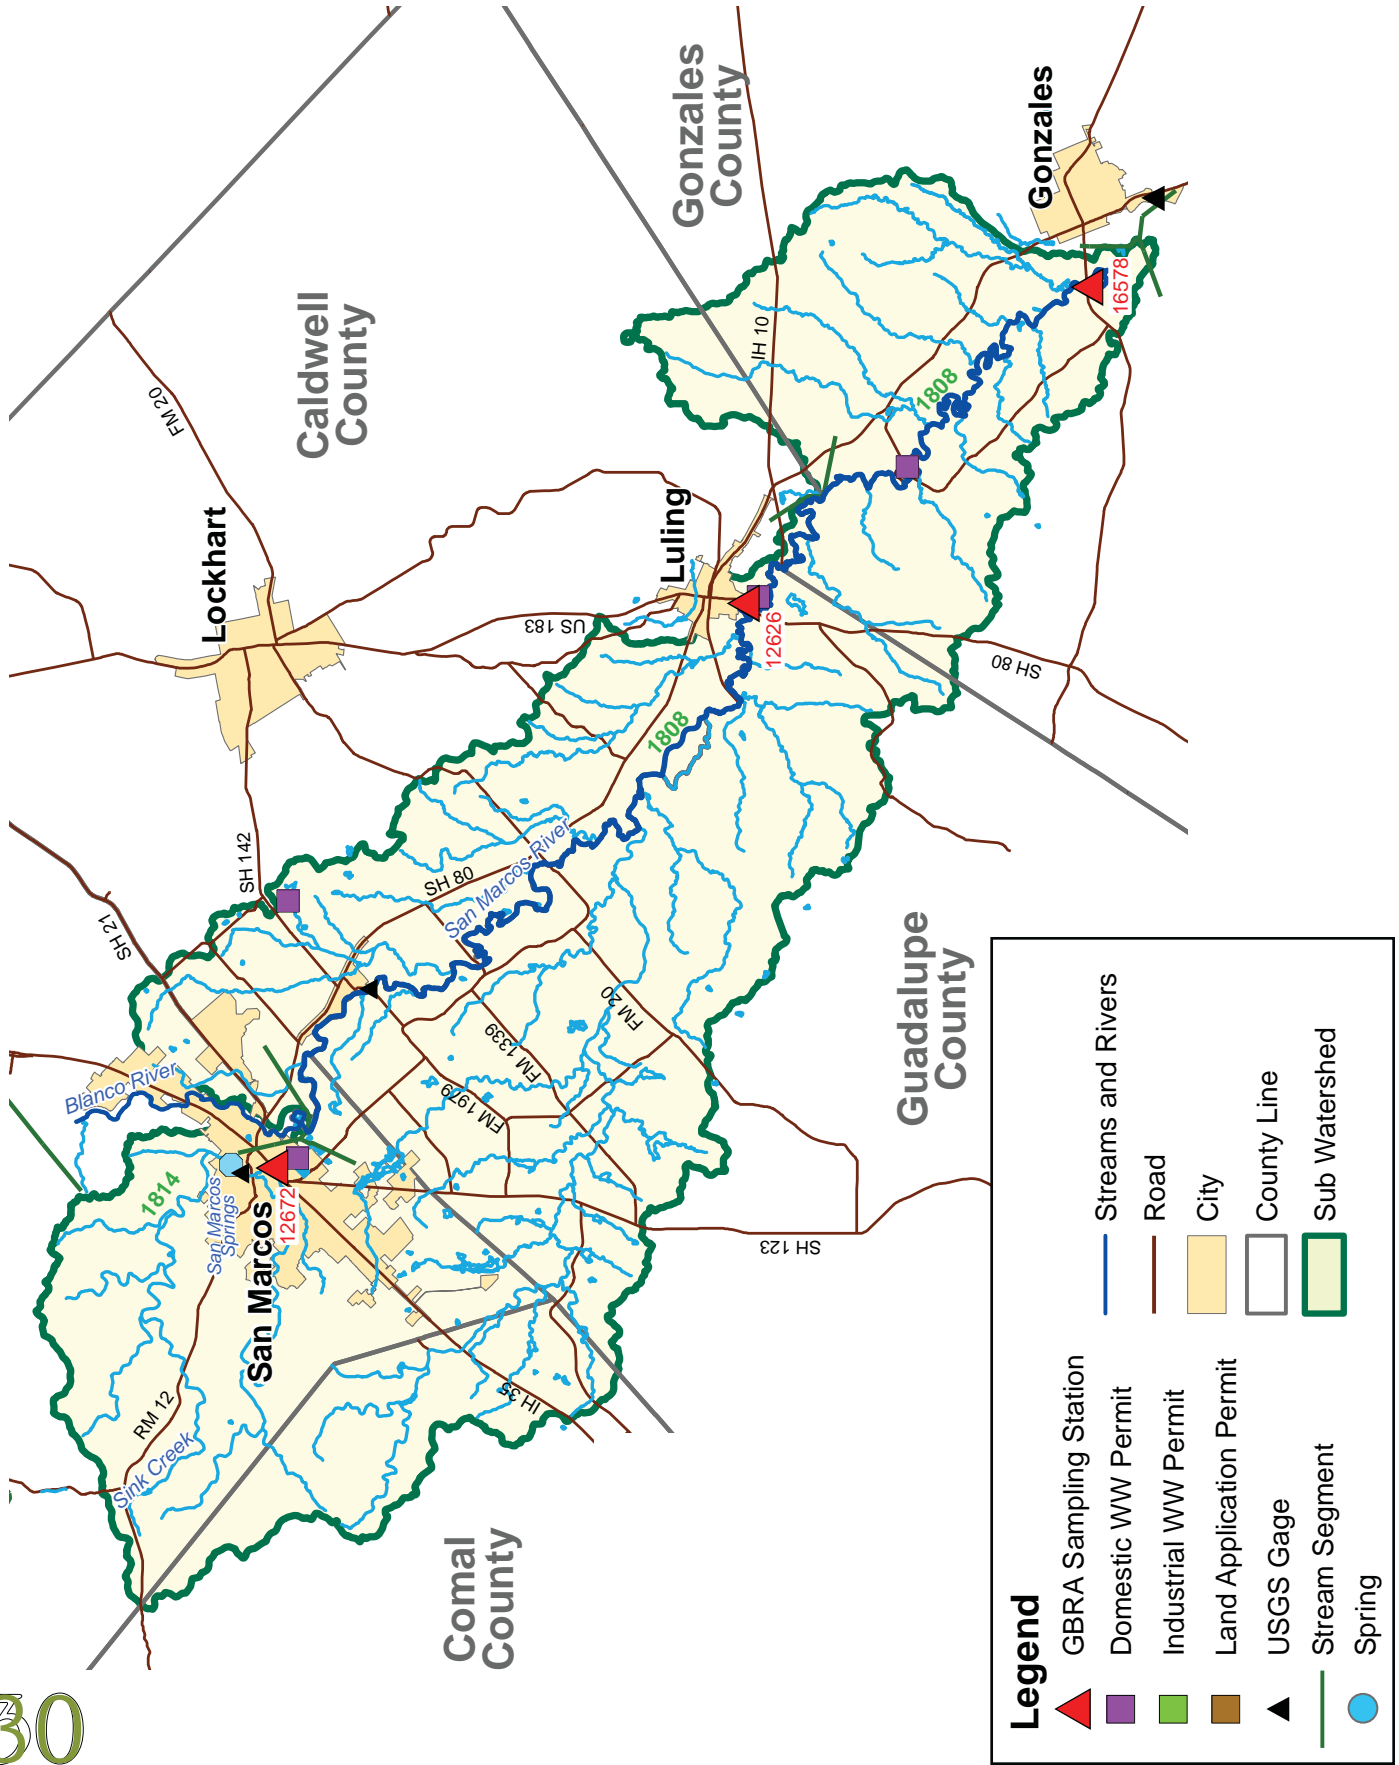 30
Gonzales
Gonzales
County
Caldwell
County
Lockhart
Luling
FM 20
IH 10
1808
16578
US 183
12626
SH 80
1808
SH 142
SH 21
SH 80
San Marcos River
Blanco River
FM 20
FM 1339
FM 1979
Guadalupe
County
1814
San Marcos
Springs
San Marcos
12672
SH 123
RM 12
Sink Creek
IH 35
Comal
County
Legend
GBRA Sampling Station
Domestic WW Permit
Industrial WW Permit
Land Application Permit
USGS Gage
Stream Segment
Spring
Streams and Rivers
Road
City
County Line
Sub Watershed